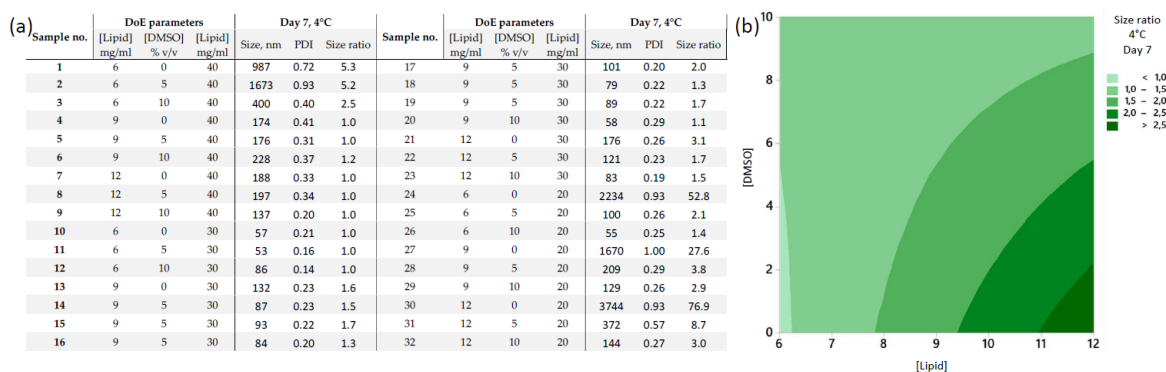 (a)
DoE parameters Day 7, 4°C DoE parameters Day 7, 4°C
Sample no. [Lipid] mg/ml [DMSO] % v/v [Lipid] mg/ml Size, nm PDI Size ratio Sample no. [Lipid] mg/ml [DMSO] % v/v [Lipid] mg/ml Size, nm PDI Size ratio
1 6 0 40 987 0.72 5.3 17 9 5 30 101 0.20 2.0
2 6 5 40 1673 0.93 5.2 18 9 5 30 79 0.22 1.3
3 6 10 40 400 0.40 2.5 19 9 5 30 89 0.22 1.7
4 9 0 40 174 0.41 1.0 20 9 10 30 58 0.29 1.1
5 9 5 40 176 0.31 1.0 21 12 0 30 176 0.26 3.1
6 9 10 40 228 0.37 1.2 22 12 5 30 121 0.23 1.7
7 12 0 40 188 0.33 1.0 23 12 10 30 83 0.19 1.5
8 12 5 40 197 0.34 1.0 24 6 0 20 2234 0.93 52.8
9 12 10 40 137 0.20 1.0 25 6 5 20 100 0.26 2.1
10 6 0 30 57 0.21 1.0 26 6 10 20 55 0.25 1.4
11 6 5 30 53 0.16 1.0 27 9 0 20 1670 1.00 27.6
12 6 10 30 86 0.14 1.0 28 9 5 20 209 0.29 3.8
13 9 0 30 132 0.23 1.6 29 9 10 20 129 0.26 2.9
14 9 5 30 87 0.23 1.5 30 12 0 20 3744 0.93 76.9
15 9 5 30 93 0.22 1.7 31 12 5 20 372 0.57 8.7
16 9 5 30 84 0.20 1.3 32 12 10 20 144 0.27 3.0
(b)
10
8
6
4
2
0
[DMSO]
6 7 8 9 10 11 12
[Lipid]
Size ratio
4°C
Day 7
< 1,0
1,0 – 1,5
1,5 – 2,0
2,0 – 2,5
> 2,5